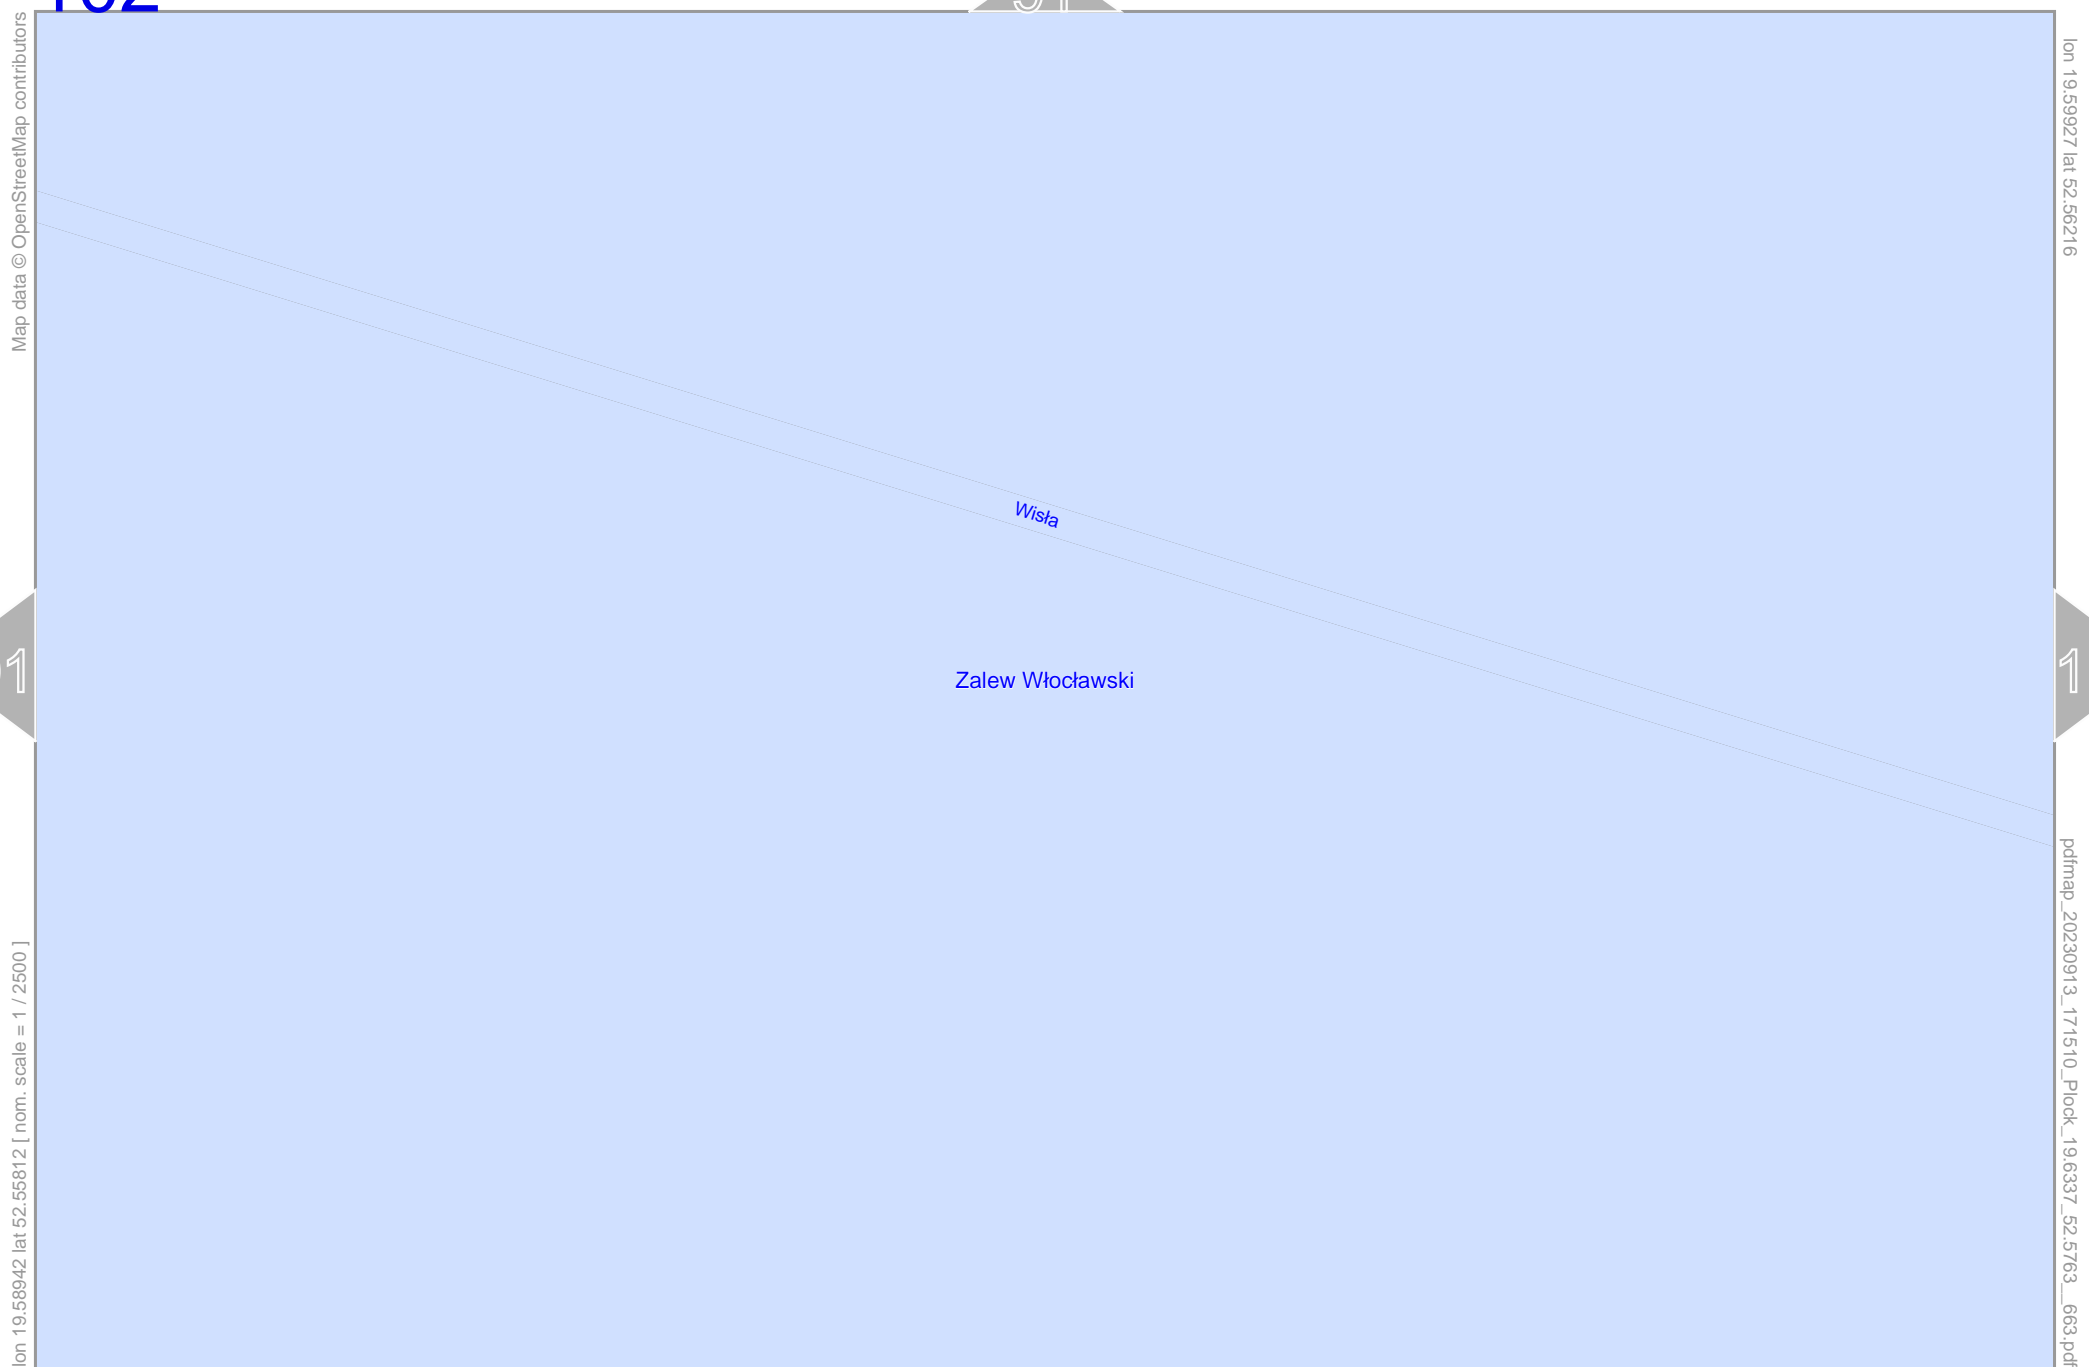 Map data © OpenStreetMap contributors
lon 19.59927 lat 52.56216
Wisła
Zalew Włocławski
1
1
lon 19.58942 lat 52.55812 [ nom. scale = 1 / 2500 ]
pdfmap_20230913_171510_Plock_19.6337_52.5763__663.pdf